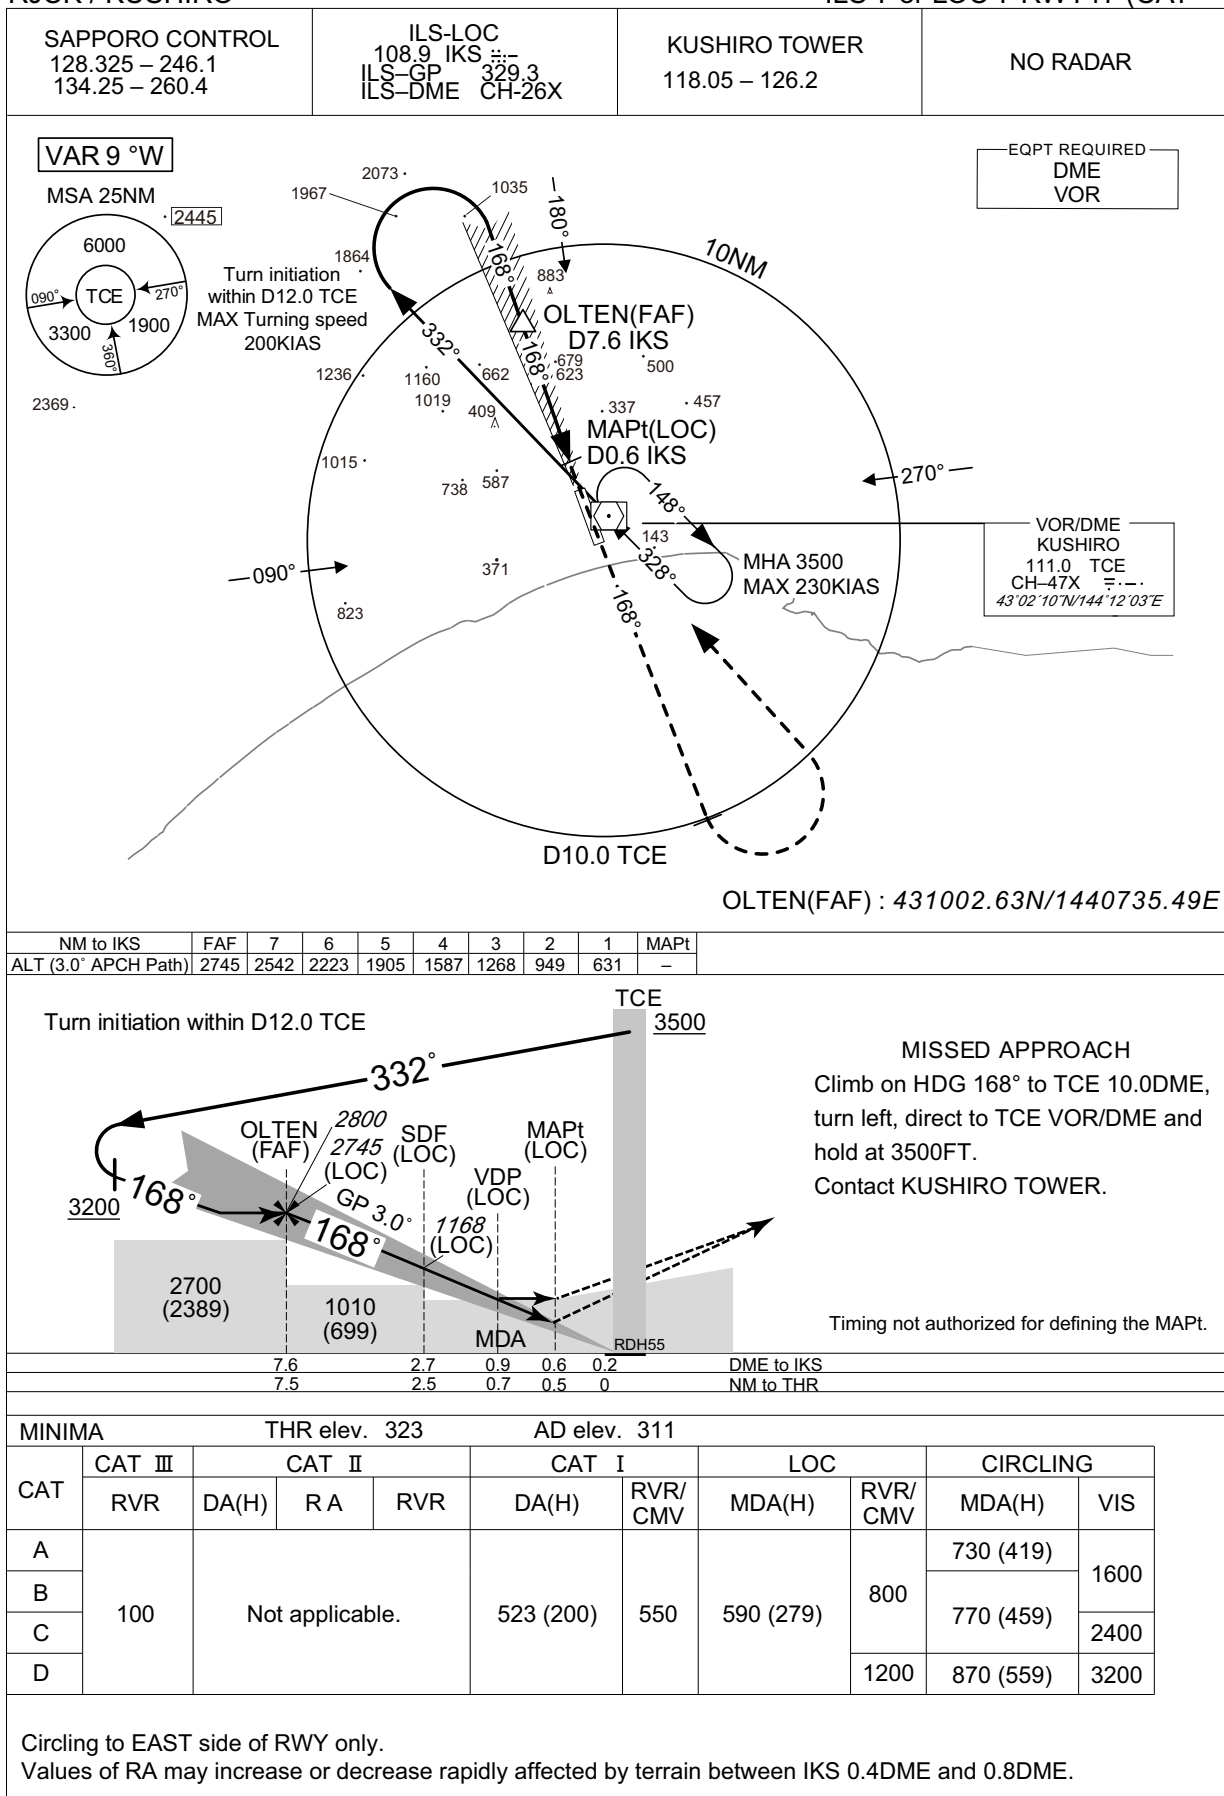 SAPPORO CONTROL
128.325 – 246.1
134.25 – 260.4
ILS-LOC
108.9 IKS
ILS–GP 329.3
ILS–DME CH-26X
KUSHIRO TOWER
118.05 – 126.2
NO RADAR
VAR 9 °W
MSA 25NM
2445
6000
090°
TCE
270°
3300
1900
360°
2369
EQPT REQUIRED
DME
VOR
2073
1967
1035
180°
1864
168°
10NM
883
Turn initiation
within D12.0 TCE
MAX Turning speed
200KIAS
OLTEN(FAF)
D7.6 IKS
332°
168°
679
623
500
1236
1160
662
1019
409
337
457
MAPt(LOC)
D0.6 IKS
1015
738
587
148°
270°
143
328°
371
MHA 3500
MAX 230KIAS
090°
823
168°
VOR/DME
KUSHIRO
111.0 TCE
CH–47X
43°02´10˝N/144°12´03˝E
D10.0 TCE
OLTEN(FAF) : 431002.63N/1440735.49E
NM to IKS FAF 7 6 5 4 3 2 1 MAPt
ALT (3.0° APCH Path) 2745 2542 2223 1905 1587 1268 949 631 –
Turn initiation within D12.0 TCE
TCE
3500
332°
OLTEN
(FAF)
2800
2745
(LOC)
SDF
(LOC)
MAPt
(LOC)
VDP
(LOC)
3200
168°
GP 3.0°
168°
1168
(LOC)
2700
(2389)
1010
(699)
MDA
RDH55
MISSED APPROACH
Climb on HDG 168° to TCE 10.0DME,
turn left, direct to TCE VOR/DME and
hold at 3500FT.
Contact KUSHIRO TOWER.
Timing not authorized for defining the MAPt.
7.6 2.7 0.9 0.6 0.2 DME to IKS
7.5 2.5 0.7 0.5 0 NM to THR
MINIMA THR elev. 323 AD elev. 311
CAT CAT Ⅲ CAT Ⅱ CAT Ⅰ LOC CIRCLING
RVR DA(H) RA RVR DA(H) RVR/CMV MDA(H) RVR/CMV MDA(H) VIS
A 730 (419)
B 1600
100 Not applicable. 523 (200) 550 590 (279) 800 770 (459)
C 2400
D 1200 870 (559) 3200
Circling to EAST side of RWY only.
Values of RA may increase or decrease rapidly affected by terrain between IKS 0.4DME and 0.8DME.